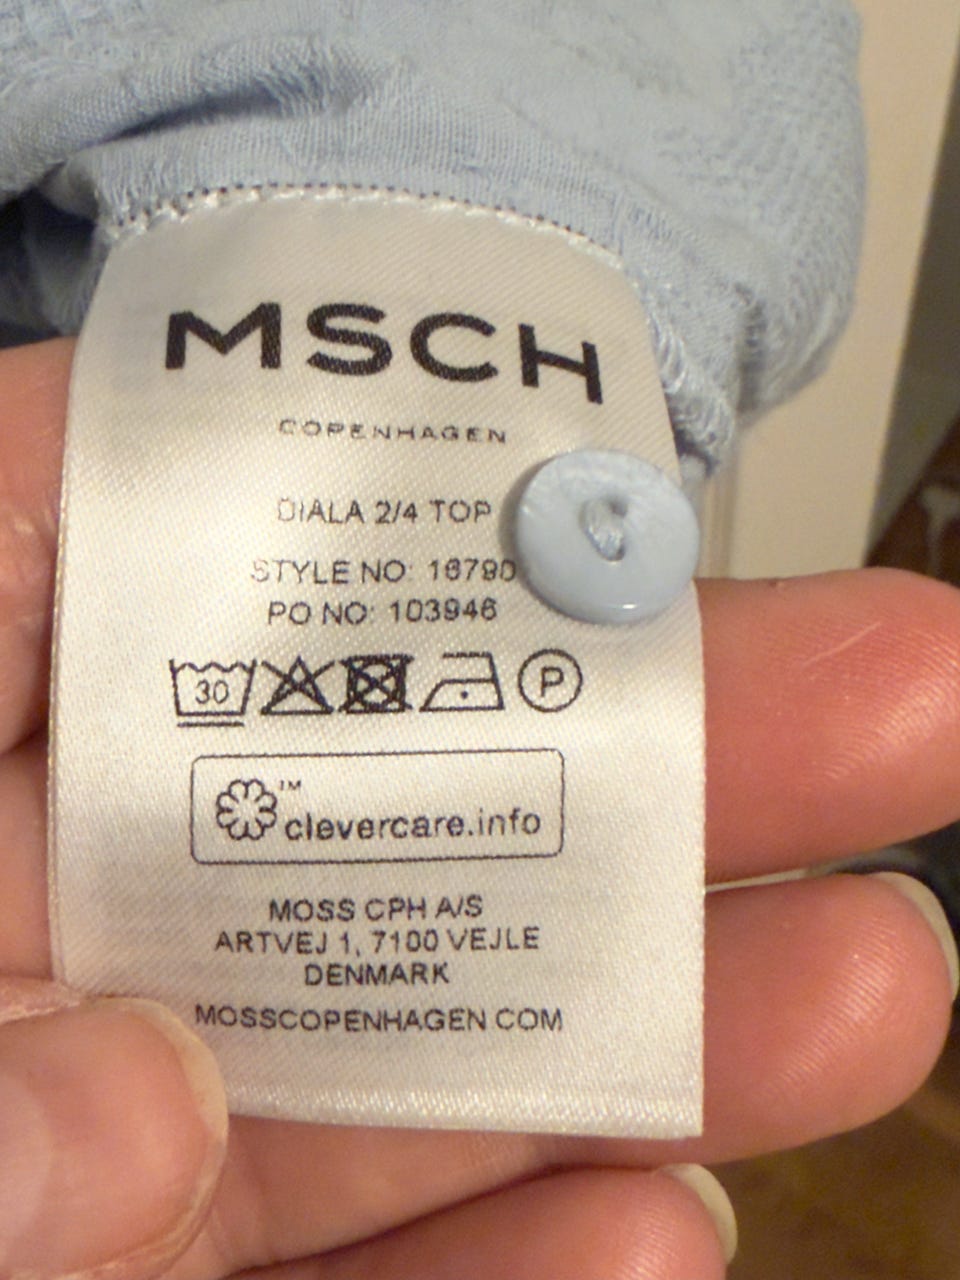 MSCH
COPENHAGEN
DIALA 2/4 TOP
STYLE NO: 16790
PO NO: 103946
30 P
™
clevercare.info
MOSS CPH A/S
ARTVEJ 1, 7100 VEJLE
DENMARK
MOSSCOPENHAGEN.COM